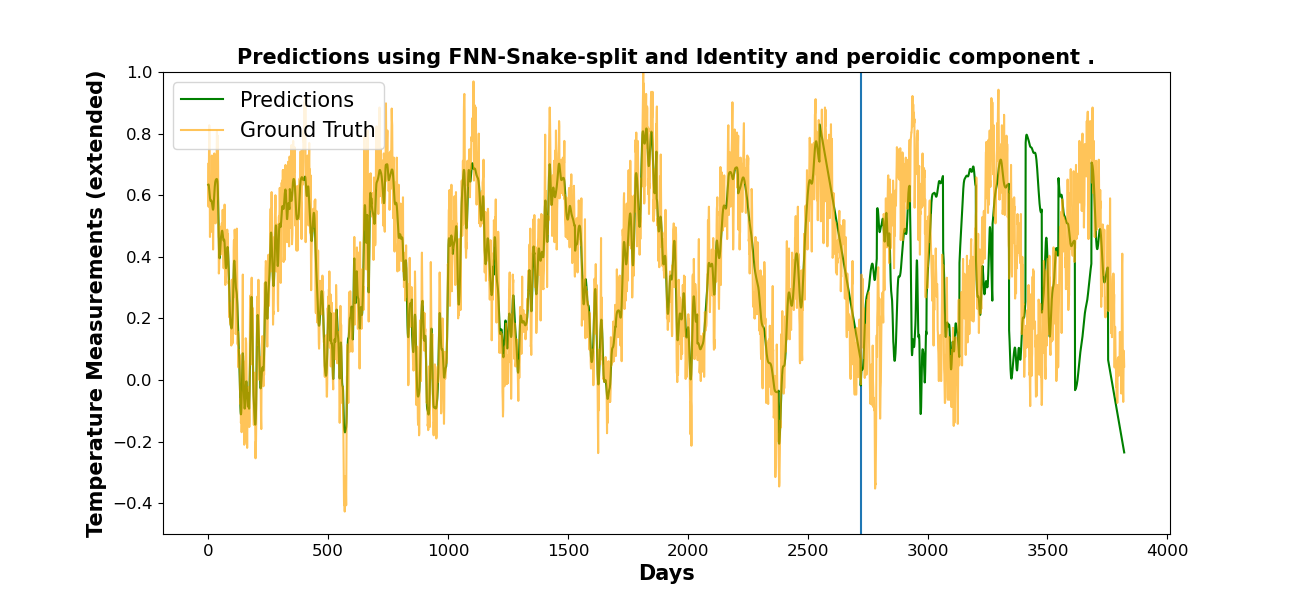 Predictions using FNN-Snake-split and Identity and peroidic component .
Temperature Measurements (extended)
1.0
0.8
0.6
0.4
0.2
0.0
−0.2
−0.4
Predictions
Ground Truth
0 500 1000 1500 2000 2500 3000 3500 4000
Days